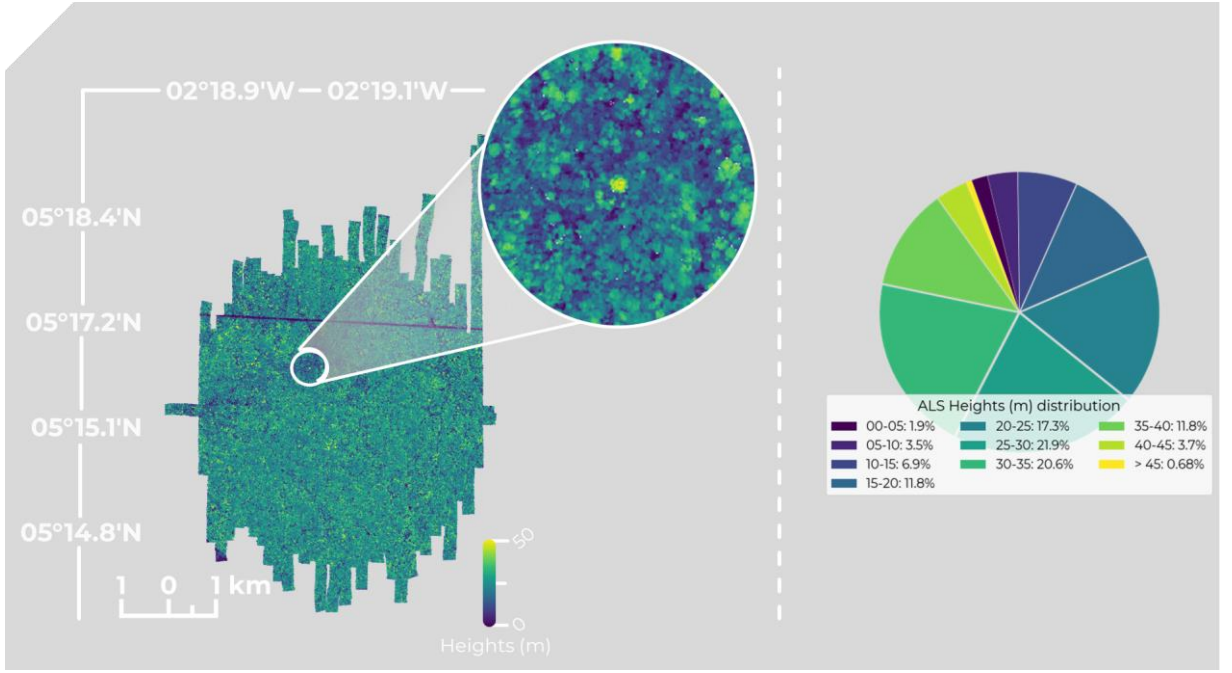 02°18.9'W 02°19.1'W
05°18.4'N
05°17.2'N
05°15.1'N
05°14.8'N
1 0 1 km
50
0
Heights (m)
ALS Heights (m) distribution
00-05: 1.9%
05-10: 3.5%
10-15: 6.9%
15-20: 11.8%
20-25: 17.3%
25-30: 21.9%
30-35: 20.6%
35-40: 11.8%
40-45: 3.7%
> 45: 0.68%